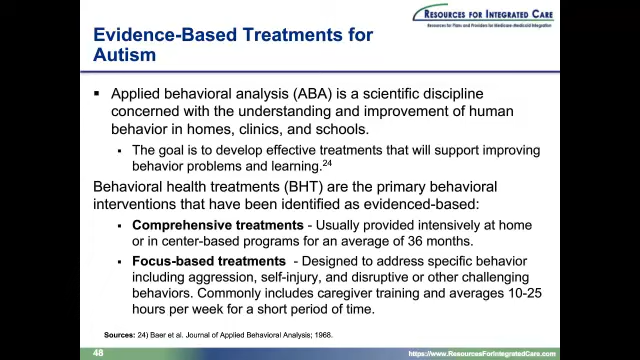 RESOURCES FOR INTEGRATED CARE
Resources for Plans and Providers for Medicare-Medicaid Integration
Evidence-Based Treatments for
Autism
▪ Applied behavioral analysis (ABA) is a scientific discipline
concerned with the understanding and improvement of human
behavior in homes, clinics, and schools.
▪ The goal is to develop effective treatments that will support improving
behavior problems and learning.24
Behavioral health treatments (BHT) are the primary behavioral
interventions that have been identified as evidenced-based:
▪ Comprehensive treatments - Usually provided intensively at home
or in center-based programs for an average of 36 months.
▪ Focus-based treatments - Designed to address specific behavior
including aggression, self-injury, and disruptive or other challenging
behaviors. Commonly includes caregiver training and averages 10-25
hours per week for a short period of time.
Sources: 24) Baer et al. Journal of Applied Behavioral Analysis; 1968.
48
https://www.ResourcesForIntegratedCare.com